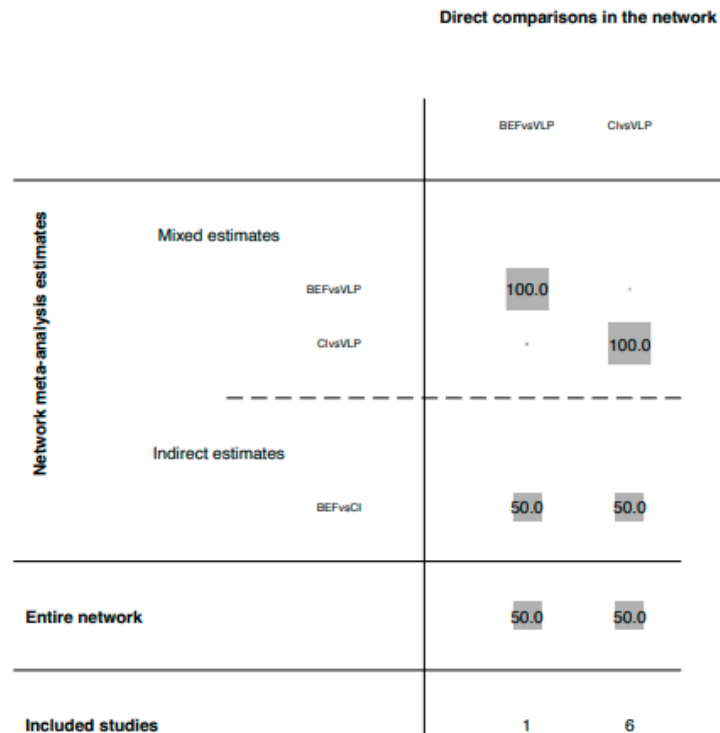 Direct comparisons in the network
BEFvsVLP CIvsVLP
Network meta-analysis estimates
Mixed estimates
BEFvsVLP 100.0 .
CIvsVLP . 100.0
Indirect estimates
BEFvsCI 50.0 50.0
Entire network 50.0 50.0
Included studies 1 6